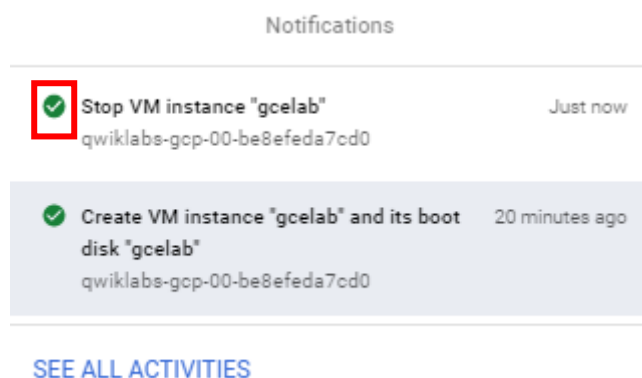 Notifications
Stop VM instance "gcelab" Just now
qwiklabs-gcp-00-be8efeda7cd0
Create VM instance "gcelab" and its boot 20 minutes ago
disk "gcelab"
qwiklabs-gcp-00-be8efeda7cd0
SEE ALL ACTIVITIES